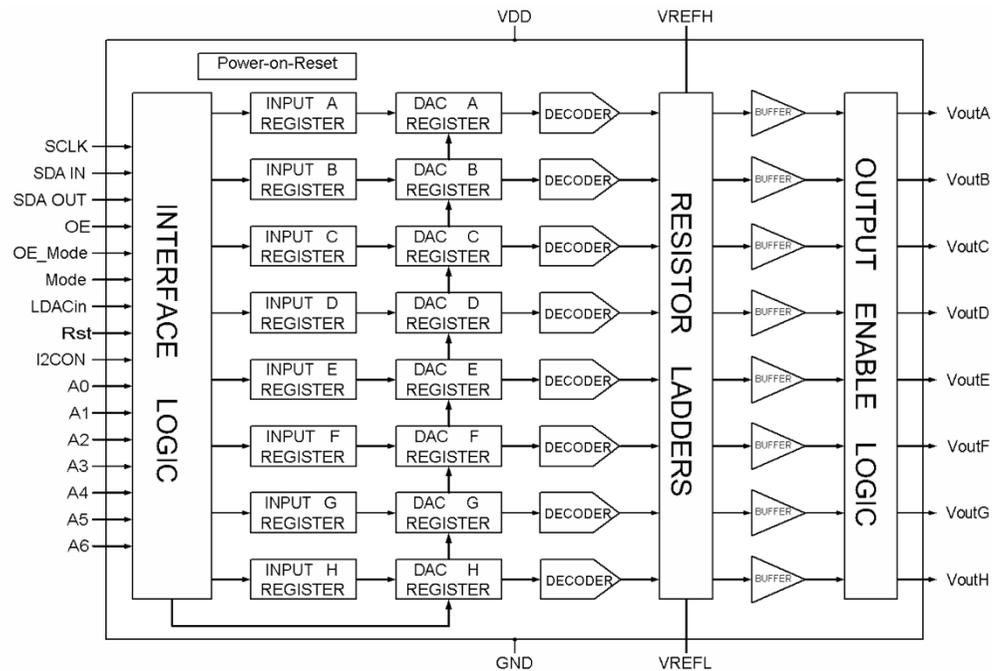 VDD
VREFH
Power-on-Reset
INPUT A
REGISTER
DAC A
REGISTER
DECODER
BUFFER
VoutA
SCLK
SDA IN
SDA OUT
OE
OE_Mode
Mode
LDACin
Rst
I2CON
A0
A1
A2
A3
A4
A5
A6
INTERFACE LOGIC
INPUT B
REGISTER
DAC B
REGISTER
DECODER
BUFFER
VoutB
INPUT C
REGISTER
DAC C
REGISTER
DECODER
BUFFER
VoutC
INPUT D
REGISTER
DAC D
REGISTER
DECODER
BUFFER
VoutD
INPUT E
REGISTER
DAC E
REGISTER
DECODER
BUFFER
VoutE
INPUT F
REGISTER
DAC F
REGISTER
DECODER
BUFFER
VoutF
INPUT G
REGISTER
DAC G
REGISTER
DECODER
BUFFER
VoutG
INPUT H
REGISTER
DAC H
REGISTER
DECODER
BUFFER
VoutH
RESISTOR LADDERS
OUTPUT ENABLE LOGIC
GND
VREFL